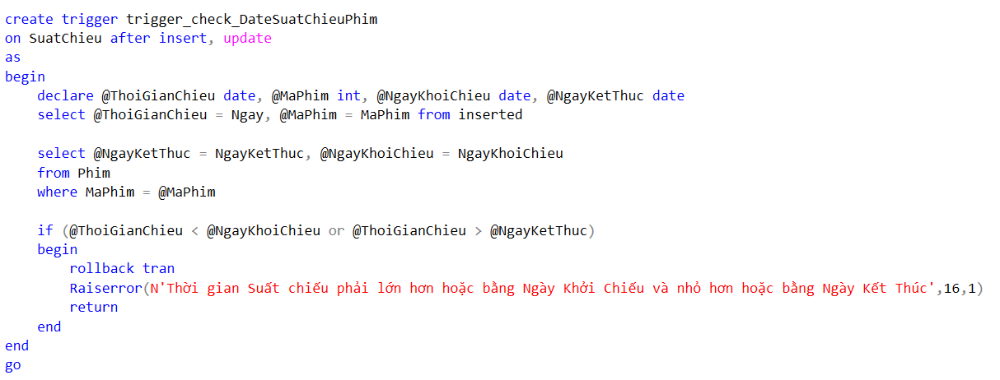 create trigger trigger_check_DateSuatChieuPhim
on SuatChieu after insert, update
as
begin
declare @ThoiGianChieu date, @MaPhim int, @NgayKhoiChieu date, @NgayKetThuc date
select @ThoiGianChieu = Ngay, @MaPhim = MaPhim from inserted
select @NgayKetThuc = NgayKetThuc, @NgayKhoiChieu = NgayKhoiChieu
from Phim
where MaPhim = @MaPhim
if (@ThoiGianChieu < @NgayKhoiChieu or @ThoiGianChieu > @NgayKetThuc)
begin
rollback tran
Raiserror(N'Thời gian Suất chiếu phải lớn hơn hoặc bằng Ngày Khởi Chiếu và nhỏ hơn hoặc bằng Ngày Kết Thúc',16,1)
return
end
end
go